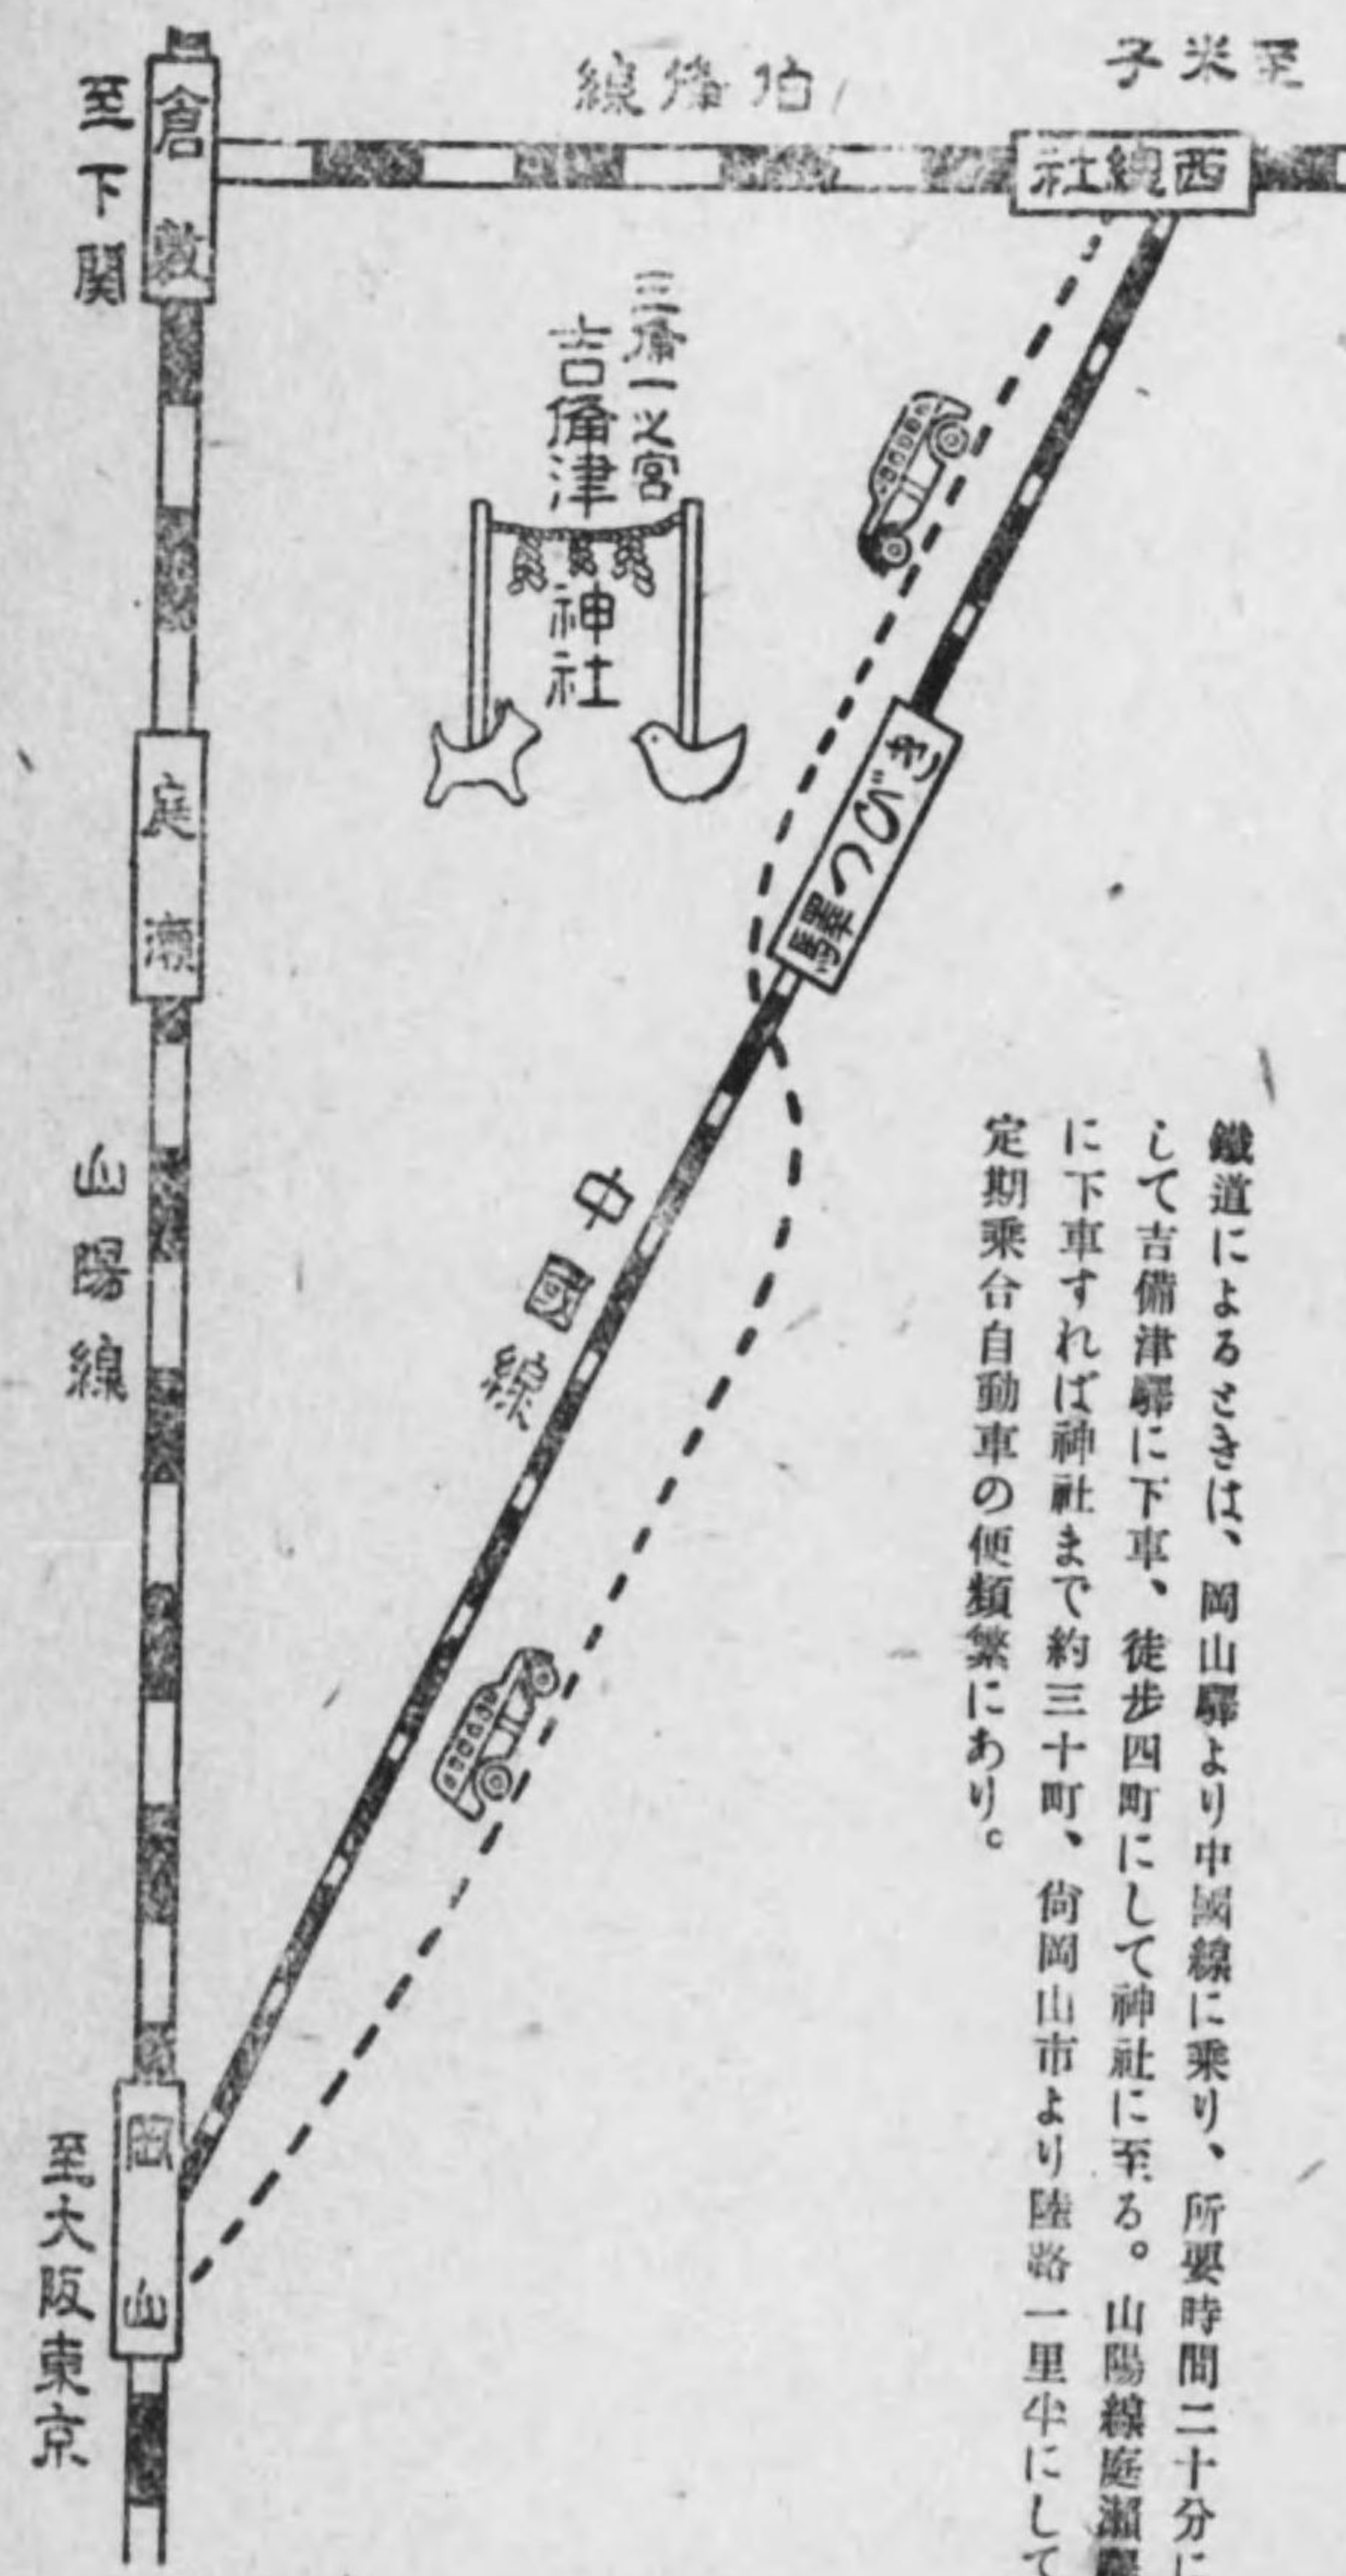 至米子
伯備線
西総社
倉敷
至下関
三備一之宮
吉備津
神社
きびつ驛
庭瀬
中國線
山陽線
岡山
至大阪東京
鐵道によるときは、岡山驛より中國線に乗り、所要時間二十分に
して吉備津驛に下車、徒歩四町にして神社に至る。山陽線庭瀬驛
に下車すれば神社まで約三十町、尙岡山市より陸路一里半にして
定期乗合自動車の便頻繁にあり。